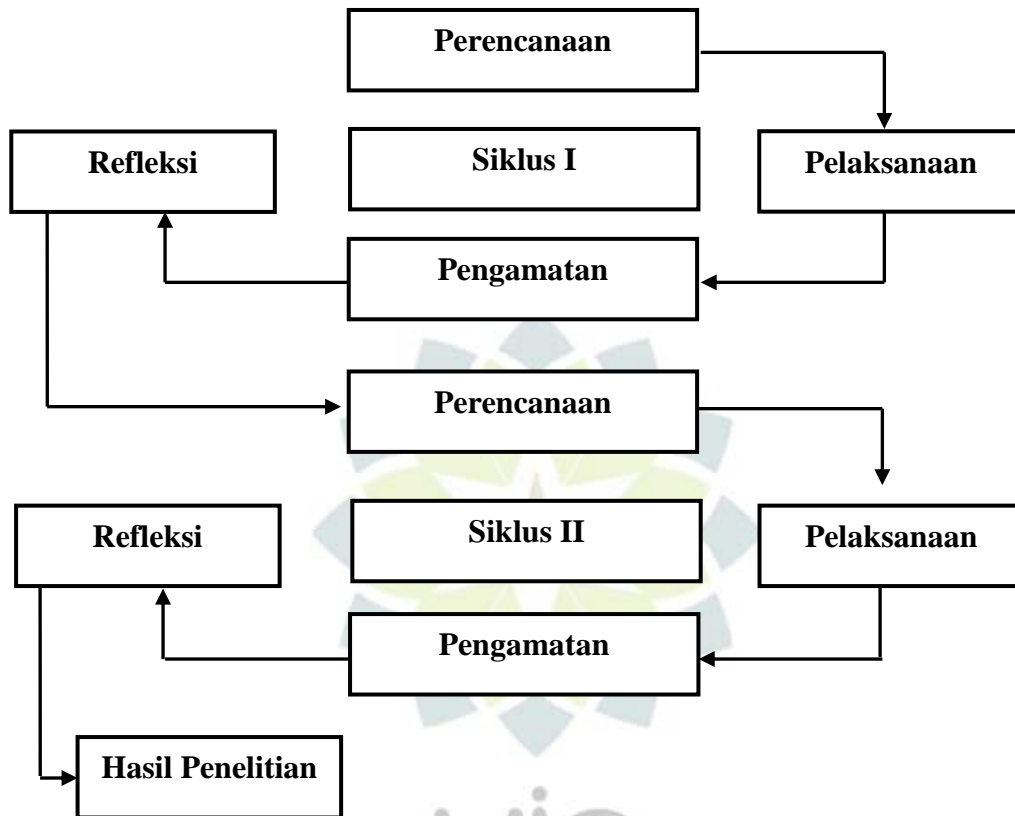 Perencanaan
Refleksi
Siklus I
Pelaksanaan
Pengamatan
Perencanaan
Refleksi
Siklus II
Pelaksanaan
Pengamatan
Hasil Penelitian